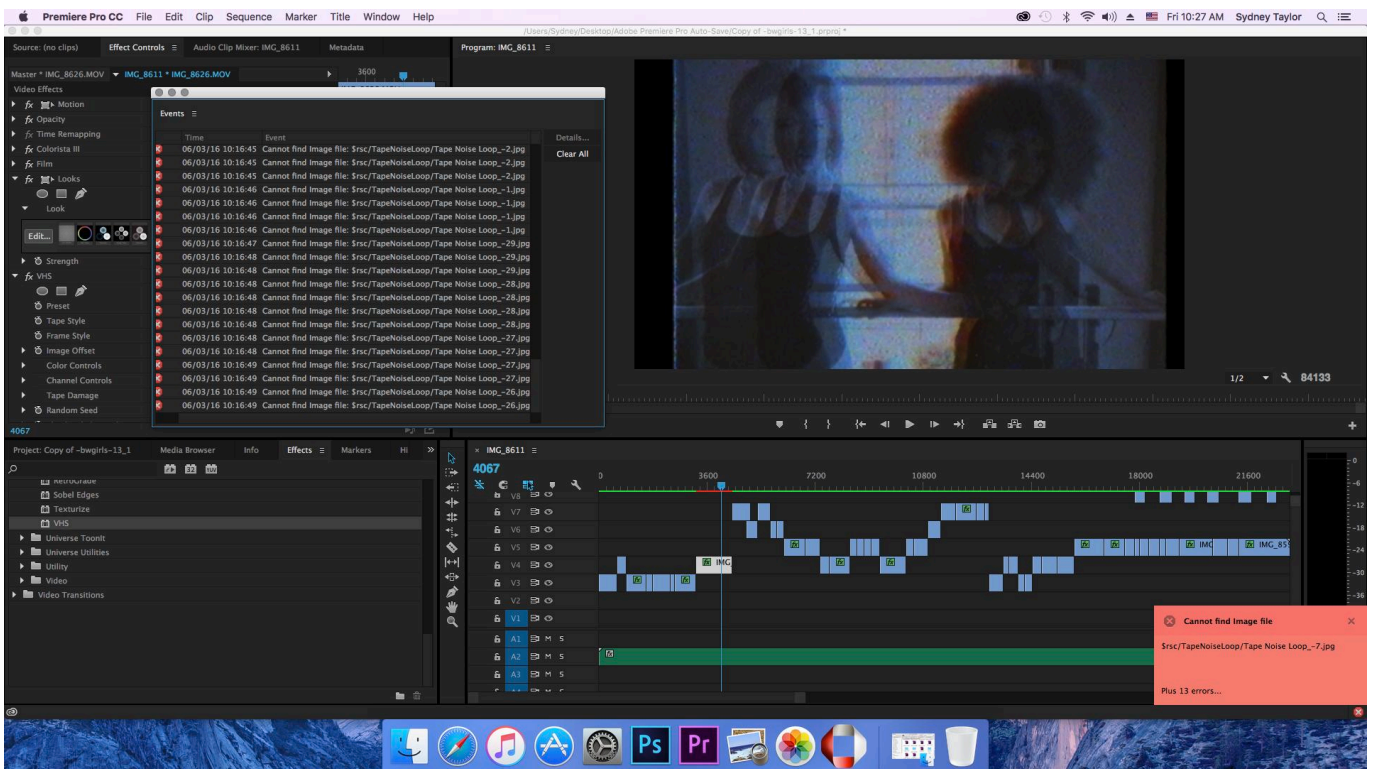 Premiere Pro CC File Edit Clip Sequence Marker Title Window Help Fri 10:27 AM Sydney Taylor
/Users/Sydney/Desktop/Adobe Premiere Pro Auto-Save/Copy of -bwgirls-13_1.prproj *
Source: (no clips) Effect Controls Audio Clip Mixer: IMG_8611 Metadata Program: IMG_8611
Master * IMG_8626.MOV IMG_8611 * IMG_8626.MOV 3600
Video Effects
fx Motion
fx Opacity
fx Time Remapping
fx Colorista III
fx Film
fx Looks
Look
Edit...
Strength
fx VHS
Preset
Tape Style
Frame Style
Image Offset
Color Controls
Channel Controls
Tape Damage
Random Seed
4067
Events
Time Event Details...
Clear All
06/03/16 10:16:45 Cannot find Image file: $rsc/TapeNoiseLoop/Tape Noise Loop_-2.jpg
06/03/16 10:16:45 Cannot find Image file: $rsc/TapeNoiseLoop/Tape Noise Loop_-2.jpg
06/03/16 10:16:45 Cannot find Image file: $rsc/TapeNoiseLoop/Tape Noise Loop_-2.jpg
06/03/16 10:16:46 Cannot find Image file: $rsc/TapeNoiseLoop/Tape Noise Loop_-1.jpg
06/03/16 10:16:46 Cannot find Image file: $rsc/TapeNoiseLoop/Tape Noise Loop_-1.jpg
06/03/16 10:16:46 Cannot find Image file: $rsc/TapeNoiseLoop/Tape Noise Loop_-1.jpg
06/03/16 10:16:46 Cannot find Image file: $rsc/TapeNoiseLoop/Tape Noise Loop_-1.jpg
06/03/16 10:16:47 Cannot find Image file: $rsc/TapeNoiseLoop/Tape Noise Loop_-29.jpg
06/03/16 10:16:48 Cannot find Image file: $rsc/TapeNoiseLoop/Tape Noise Loop_-29.jpg
06/03/16 10:16:48 Cannot find Image file: $rsc/TapeNoiseLoop/Tape Noise Loop_-29.jpg
06/03/16 10:16:48 Cannot find Image file: $rsc/TapeNoiseLoop/Tape Noise Loop_-28.jpg
06/03/16 10:16:48 Cannot find Image file: $rsc/TapeNoiseLoop/Tape Noise Loop_-28.jpg
06/03/16 10:16:48 Cannot find Image file: $rsc/TapeNoiseLoop/Tape Noise Loop_-28.jpg
06/03/16 10:16:48 Cannot find Image file: $rsc/TapeNoiseLoop/Tape Noise Loop_-28.jpg
06/03/16 10:16:48 Cannot find Image file: $rsc/TapeNoiseLoop/Tape Noise Loop_-27.jpg
06/03/16 10:16:48 Cannot find Image file: $rsc/TapeNoiseLoop/Tape Noise Loop_-27.jpg
06/03/16 10:16:49 Cannot find Image file: $rsc/TapeNoiseLoop/Tape Noise Loop_-27.jpg
06/03/16 10:16:49 Cannot find Image file: $rsc/TapeNoiseLoop/Tape Noise Loop_-27.jpg
06/03/16 10:16:49 Cannot find Image file: $rsc/TapeNoiseLoop/Tape Noise Loop_-26.jpg
06/03/16 10:16:49 Cannot find Image file: $rsc/TapeNoiseLoop/Tape Noise Loop_-26.jpg
1/2 84133
Project: Copy of -bwgirls-13_1 Media Browser Info Effects Markers Hi
RetroGrade
Sobel Edges
Texturize
VHS
Universe Toonit
Universe Utilities
Utility
Video
Video Transitions
IMG_8611
4067
0 3600 7200 10800 14400 18000 21600
V8
V7
V6
V5 IMG IMG_85
V4 IMG
V3
V2
V1
A1 M S
A2 M S
A3 M S
0
-6
-12
-18
-24
-30
-36
Cannot find Image file
$rsc/TapeNoiseLoop/Tape Noise Loop_-7.jpg
Plus 13 errors...
Ps Pr